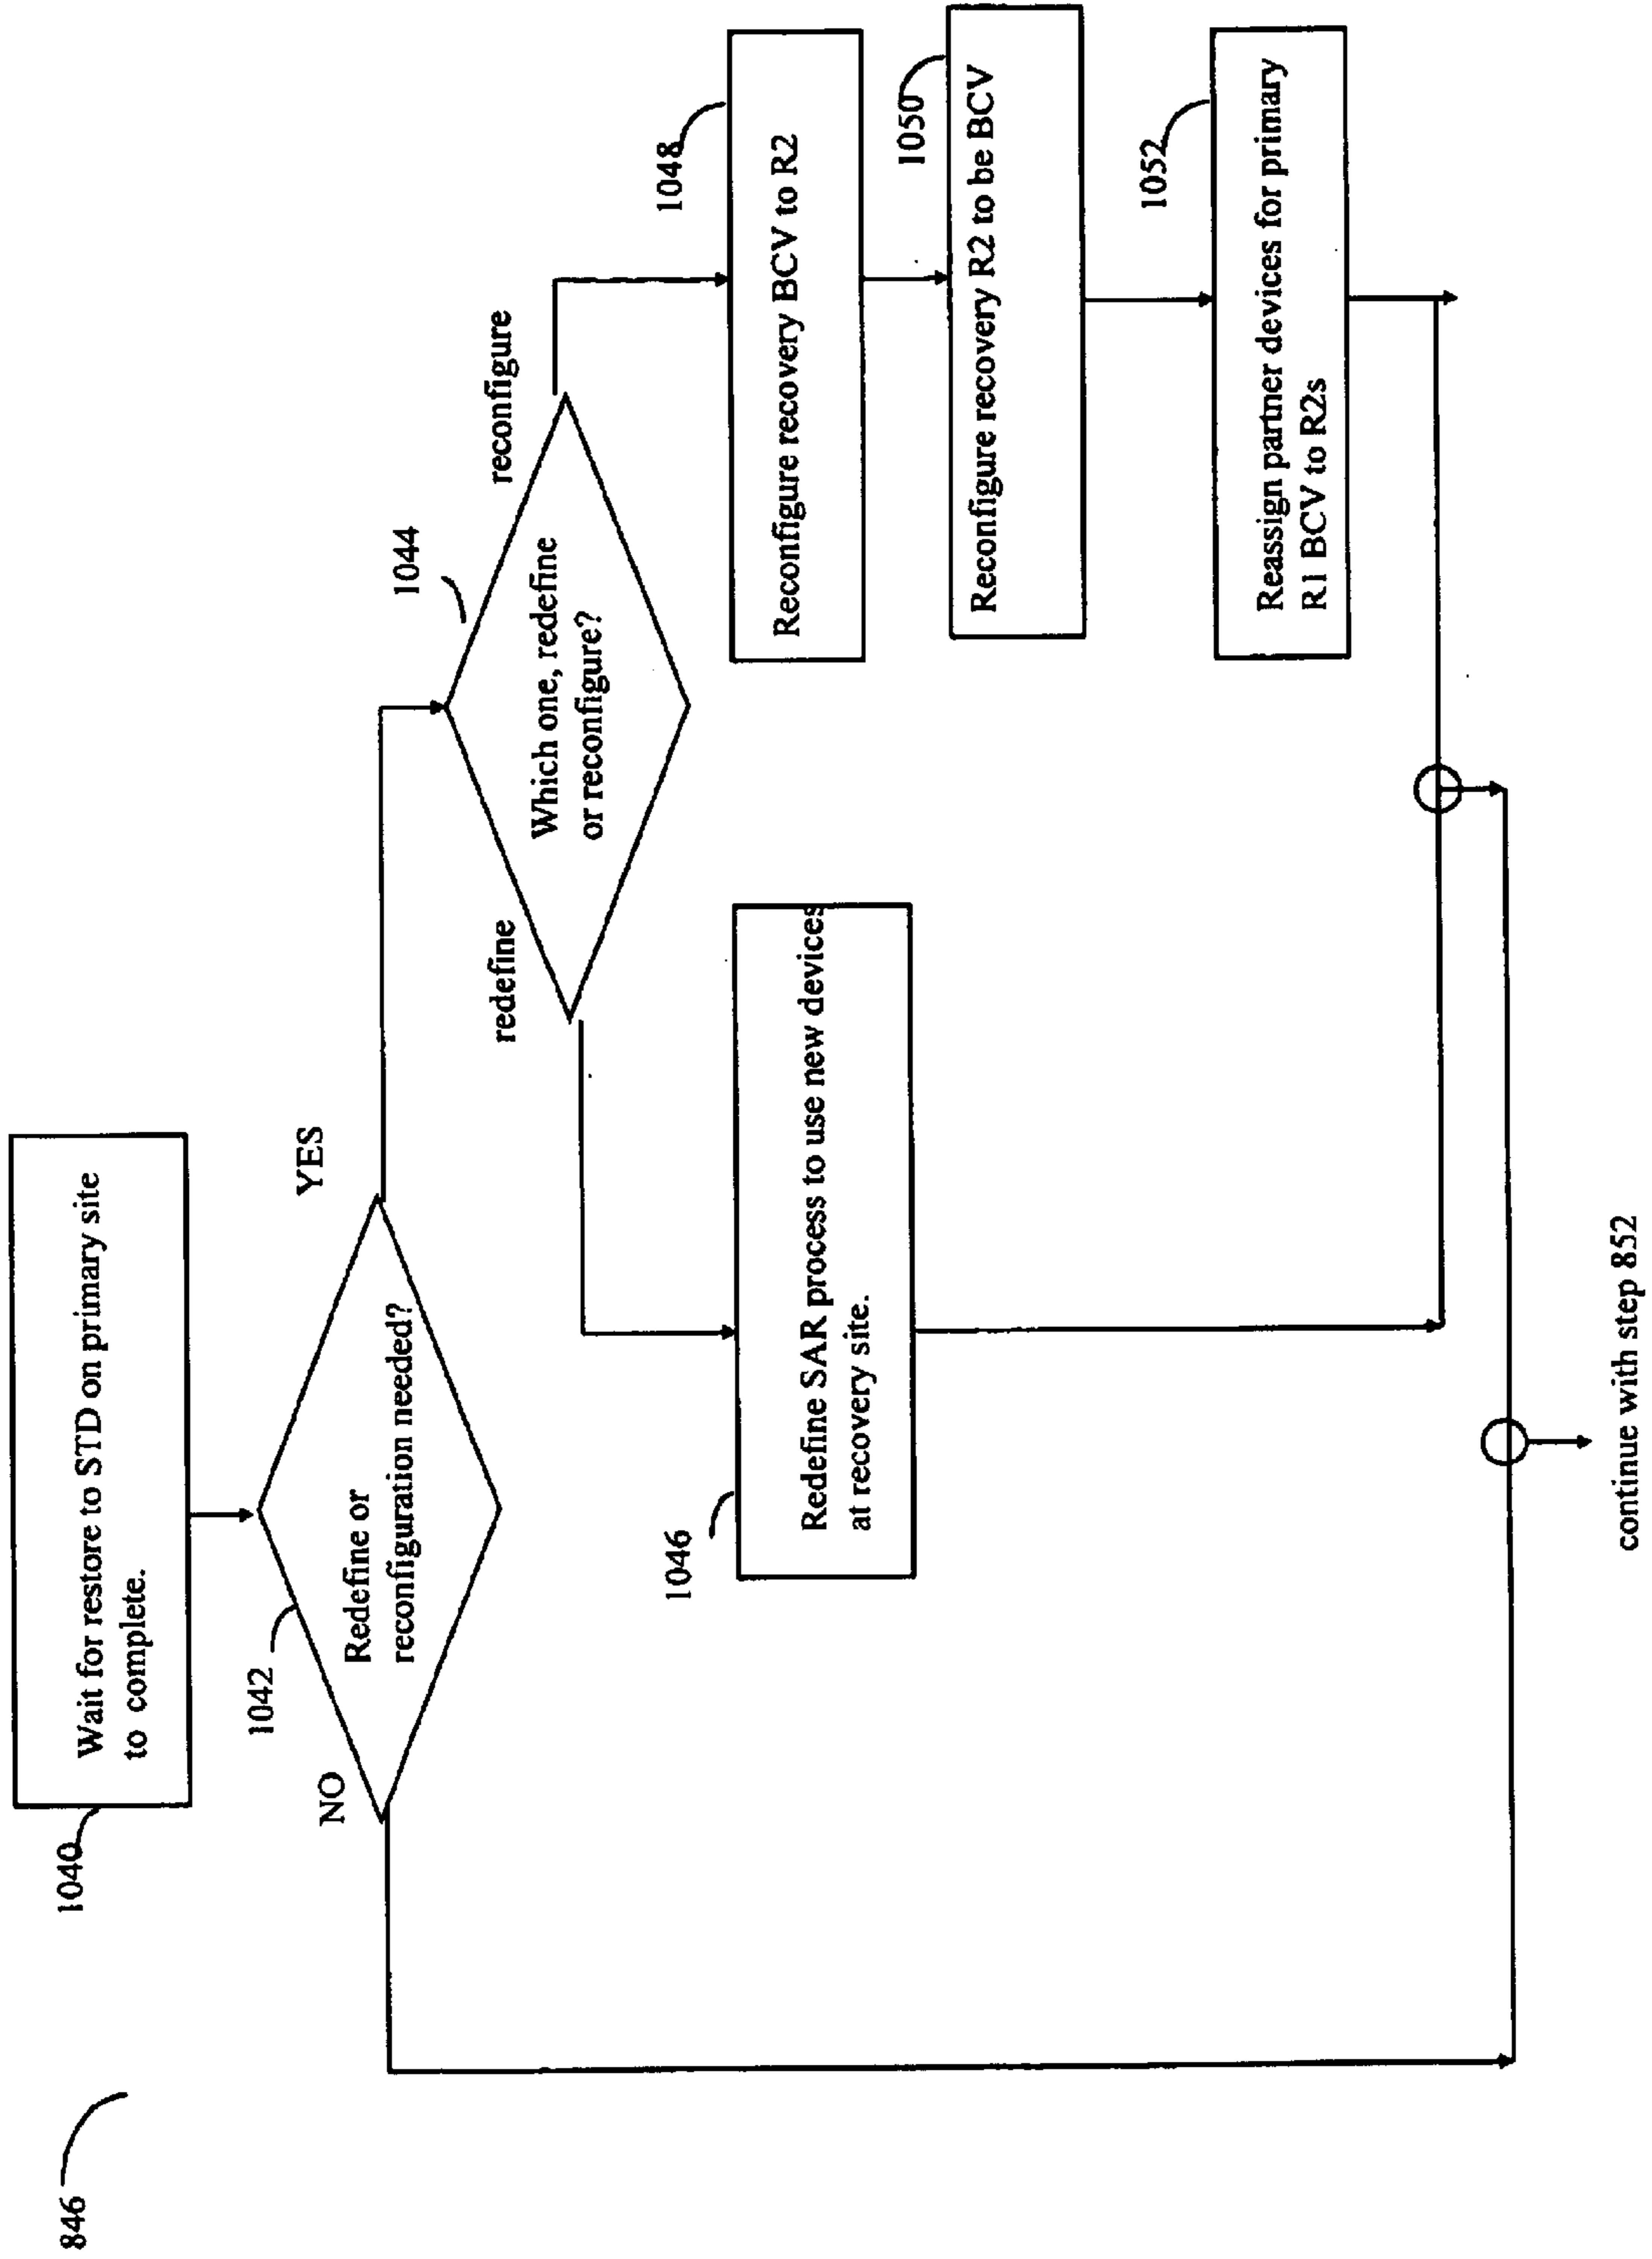 846
1040
Wait for restore to STD on primary site
to complete.
1042
NO
YES
Redefine or
reconfiguration needed?
1044
redefine
reconfigure
Which one, redefine
or reconfigure?
1046
Redefine SAR process to use new devices
at recovery site.
1048
Reconfigure recovery BCV to R2
1050
Reconfigure recovery R2 to be BCV
1052
Reassign partner devices for primary
R1 BCV to R2s
continue with step 852